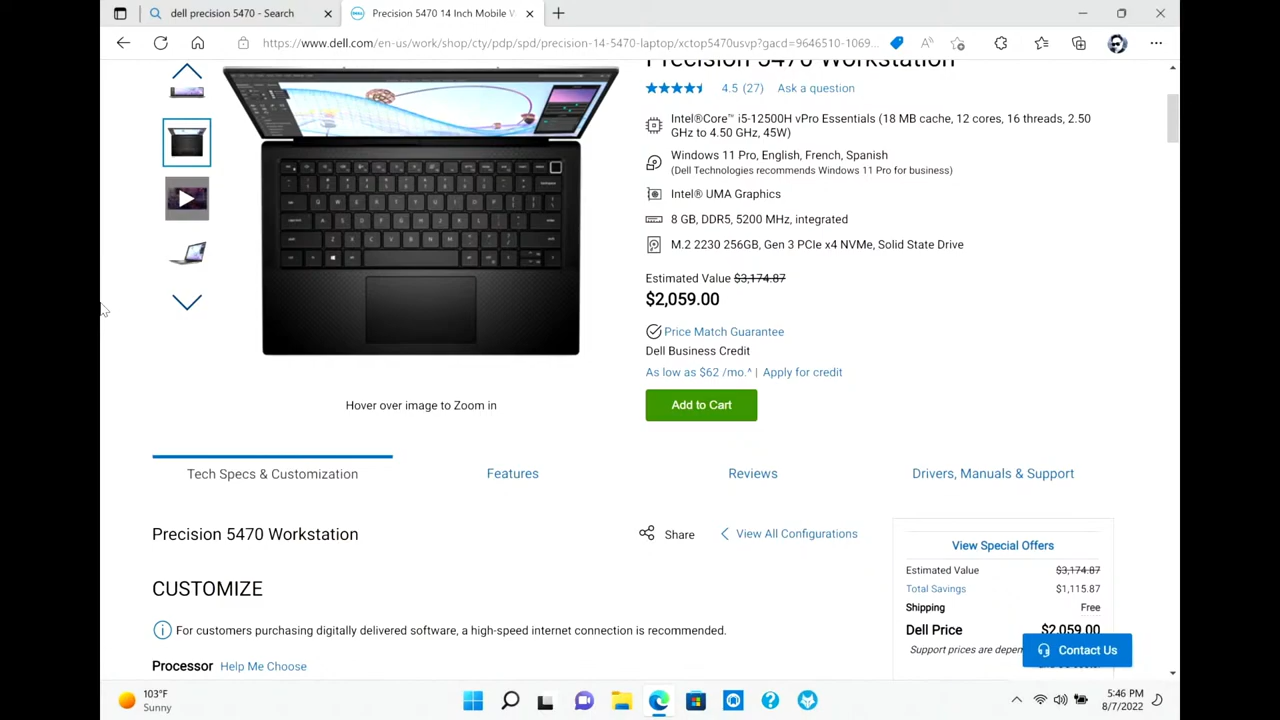 dell precision 5470 - Search
Precision 5470 14 Inch Mobile W
https://www.dell.com/en-us/work/shop/cty/pdp/spd/precision-14-5470-laptop/xctop5470usvp?gacd=9646510-1069...
Precision 5470 Workstation
4.5 (27) Ask a question
Intel®Core™ i5-12500H vPro Essentials (18 MB cache, 12 cores, 16 threads, 2.50
GHz to 4.50 GHz, 45W)
Windows 11 Pro, English, French, Spanish
(Dell Technologies recommends Windows 11 Pro for business)
Intel® UMA Graphics
8 GB, DDR5, 5200 MHz, integrated
M.2 2230 256GB, Gen 3 PCIe x4 NVMe, Solid State Drive
Estimated Value $3,174.87
$2,059.00
Price Match Guarantee
Dell Business Credit
As low as $62 /mo.^ | Apply for credit
Add to Cart
Hover over image to Zoom in
Tech Specs & Customization
Features
Reviews
Drivers, Manuals & Support
Precision 5470 Workstation
Share
View All Configurations
View Special Offers
Estimated Value $3,174.87
Total Savings $1,115.87
Shipping Free
Dell Price $2,059.00
Support prices are depen
Contact Us
CUSTOMIZE
For customers purchasing digitally delivered software, a high-speed internet connection is recommended.
Processor Help Me Choose
103°F
Sunny
5:46 PM
8/7/2022